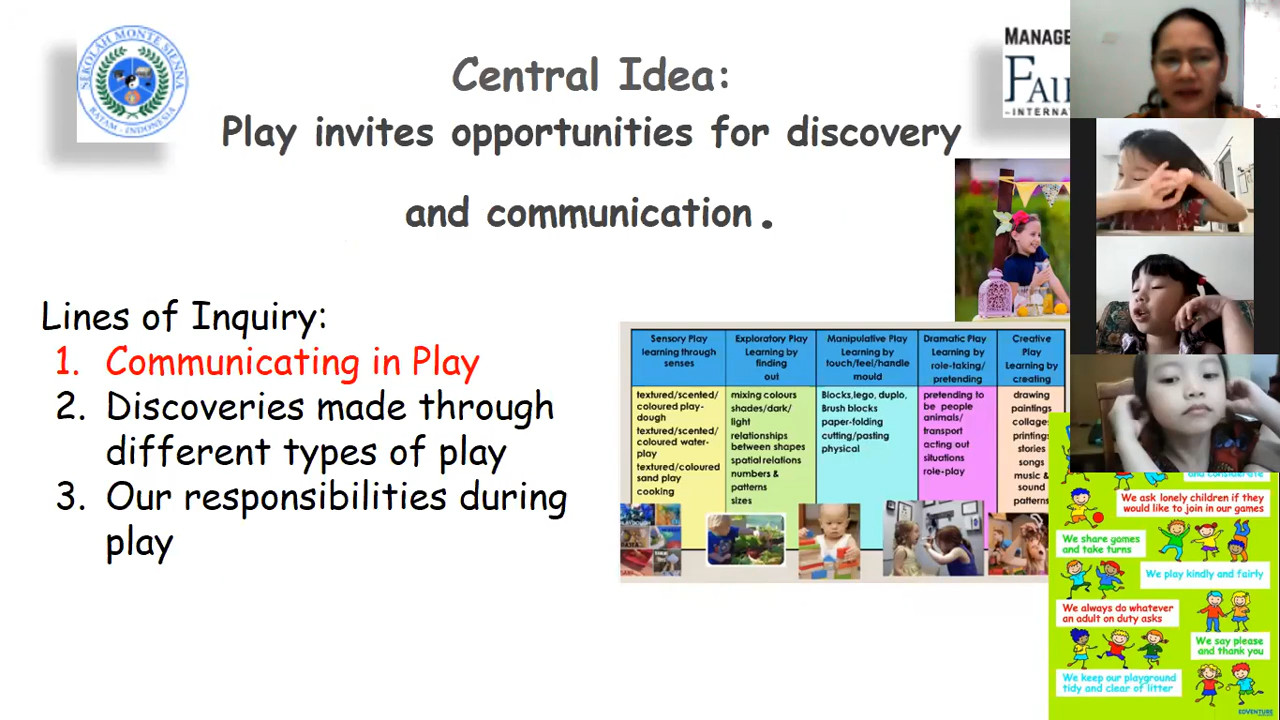 SEKOLAH MONTE SIENNA
BATAM - INDONESIA
MANAGE
FAI
INTERNAT
Central Idea:
Play invites opportunities for discovery
and communication.
Lines of Inquiry:
1. Communicating in Play
2. Discoveries made through
different types of play
3. Our responsibilities during
play
Sensory Play
learning through
senses
textured/scented/
coloured play-
dough
textured/scented/
coloured water-
play
textured/coloured
sand play
cooking
Exploratory Play
Learning by
finding
out
mixing colours
shades/dark/
light
relationships
between shapes
spatial relations
numbers &
patterns
sizes
Manipulative Play
Learning by
touch/feel/handle
mould
Blocks,lego, duplo,
Brush blocks
paper-folding
cutting/pasting
physical
Dramatic Play
Learning by
role-taking/
pretending
pretending to
be people
animals/
transport
acting out
situations
role-play
Creative
Play
Learning by
creating
drawing
paintings
collage
printing
stories
songs
music &
sound
patterns
and considerate
We ask lonely children if they
would like to join in our games
We share games
and take turns
We play kindly and fairly
We always do whatever
an adult on duty asks
We say please
and thank you
We keep our playground
tidy and clear of litter
EDVENTURE